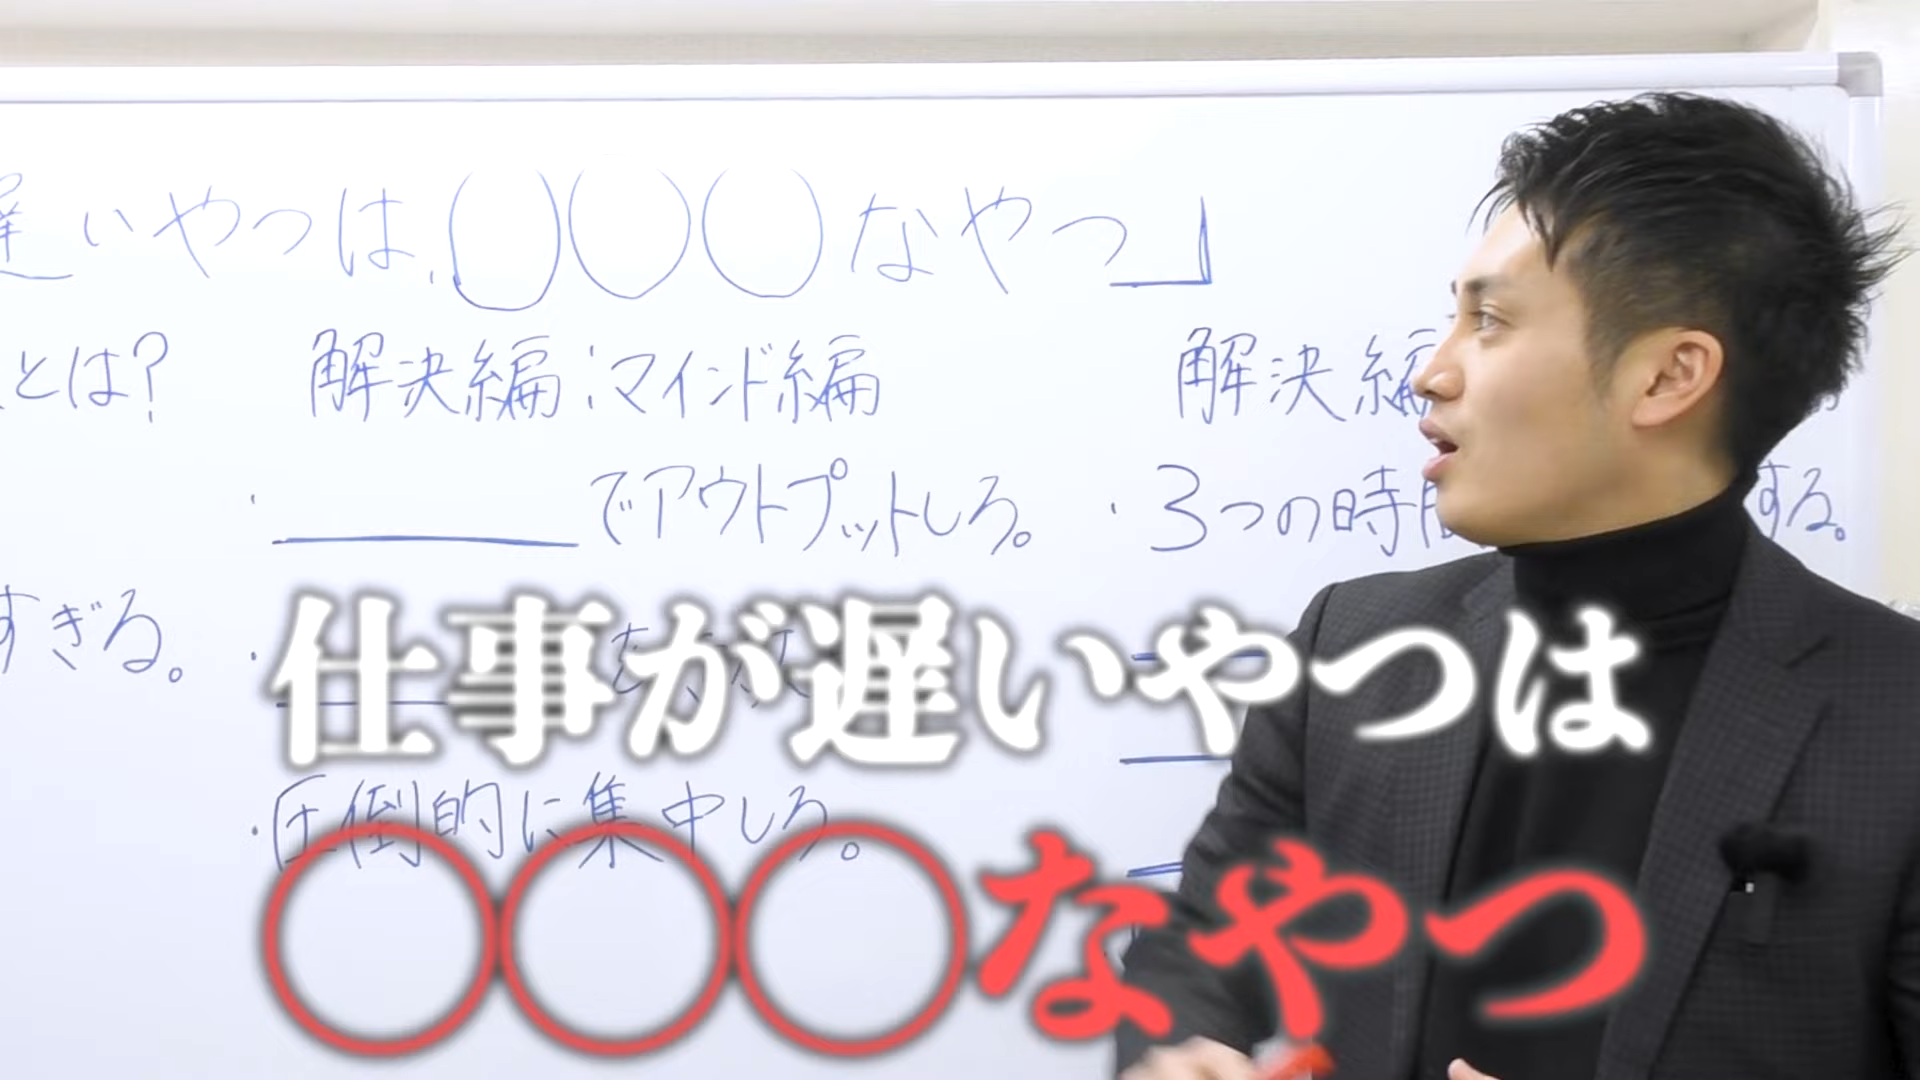 遅いやつは、〇〇〇なやつ」
とは?
解決編:マインド編
解決編
・ でアウトプットしろ。
・3つの時間 する。
すぎる。
・ を
仕事が遅いやつは
・圧倒的に集中しろ。
〇〇〇なやつ